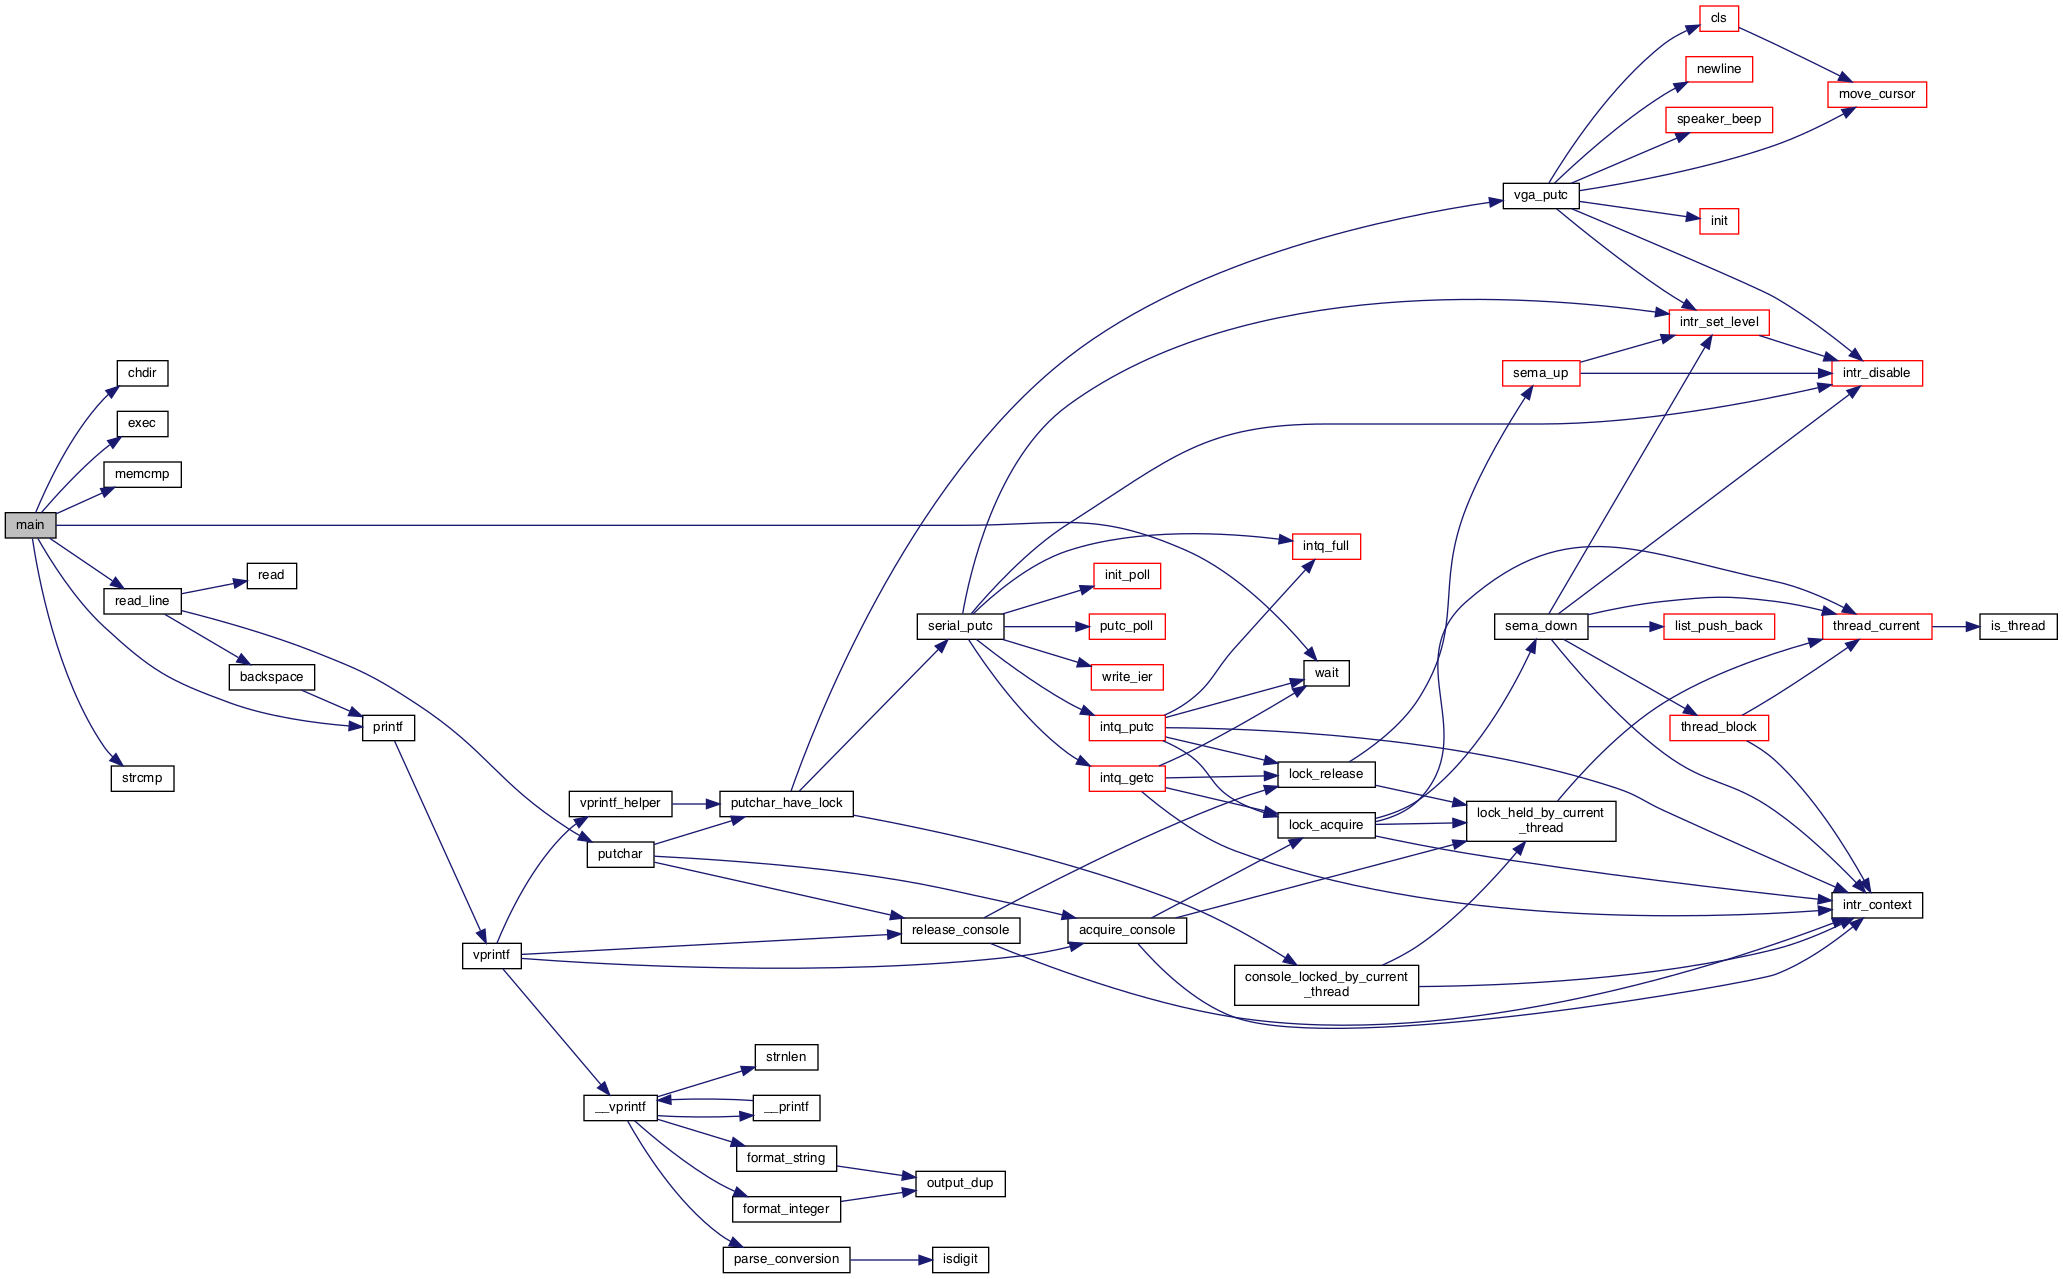 cls
newline
move_cursor
speaker_beep
vga_putc
init
intr_set_level
chdir
sema_up
intr_disable
exec
memcmp
main
intq_full
read
init_poll
read_line
serial_putc
putc_poll
sema_down
list_push_back
thread_current
is_thread
backspace
write_ier
wait
printf
intq_putc
thread_block
strcmp
intq_getc
lock_release
vprintf_helper
putchar_have_lock
lock_held_by_current
_thread
lock_acquire
putchar
intr_context
release_console
acquire_console
vprintf
console_locked_by_current
_thread
strnlen
__vprintf
__printf
format_string
output_dup
format_integer
parse_conversion
isdigit